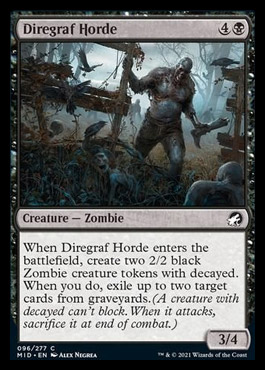 Diregraf Horde 4
Creature — Zombie
When Diregraf Horde enters the
battlefield, create two 2/2 black
Zombie creature tokens with decayed.
When you do, exile up to two target
cards from graveyards.(A creature with
decayed can't block. When it attacks,
sacrifice it at end of combat.)
3/4
096/277 C
MID • EN ALEX NEGREA ™ & © 2021 Wizards of the Coast